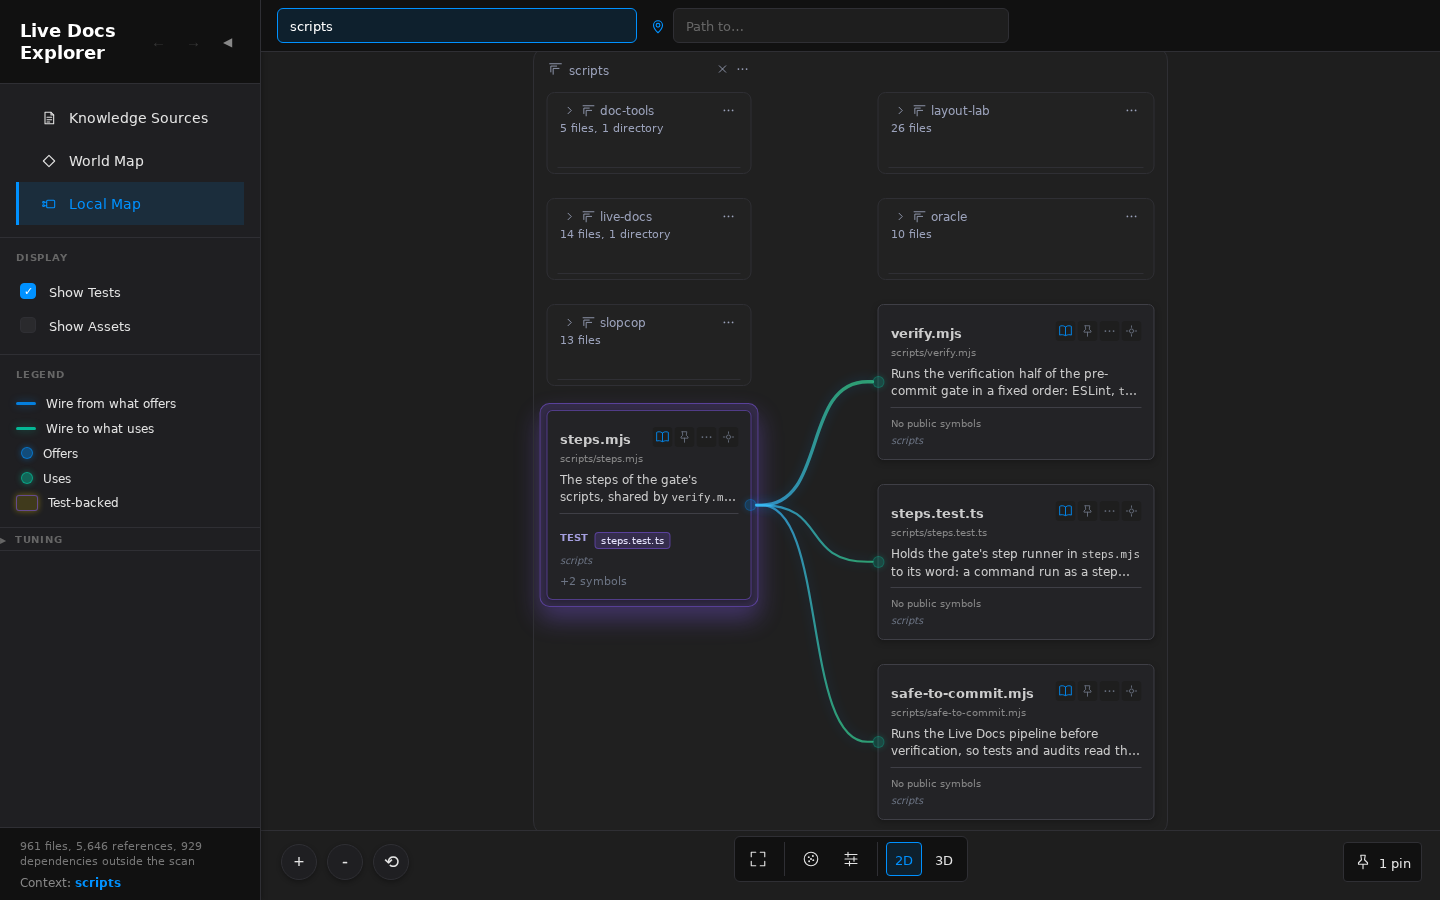 Live Docs
Explorer
Knowledge Sources
World Map
Local Map
DISPLAY
Show Tests
Show Assets
LEGEND
Wire from what offers
Wire to what uses
Offers
Uses
Test-backed
TUNING
961 files, 5,646 references, 929
dependencies outside the scan
Context: scripts
scripts
Path to...
scripts
doc-tools
5 files, 1 directory
layout-lab
26 files
live-docs
14 files, 1 directory
oracle
10 files
slopcop
13 files
steps.mjs
scripts/steps.mjs
The steps of the gate's
scripts, shared by verify.m...
TEST steps.test.ts
scripts
+2 symbols
verify.mjs
scripts/verify.mjs
Runs the verification half of the pre-
commit gate in a fixed order: ESLint, t...
No public symbols
scripts
steps.test.ts
scripts/steps.test.ts
Holds the gate's step runner in steps.mjs
to its word: a command run as a step...
No public symbols
scripts
safe-to-commit.mjs
scripts/safe-to-commit.mjs
Runs the Live Docs pipeline before
verification, so tests and audits read th...
No public symbols
scripts
+
-
2D
3D
1 pin